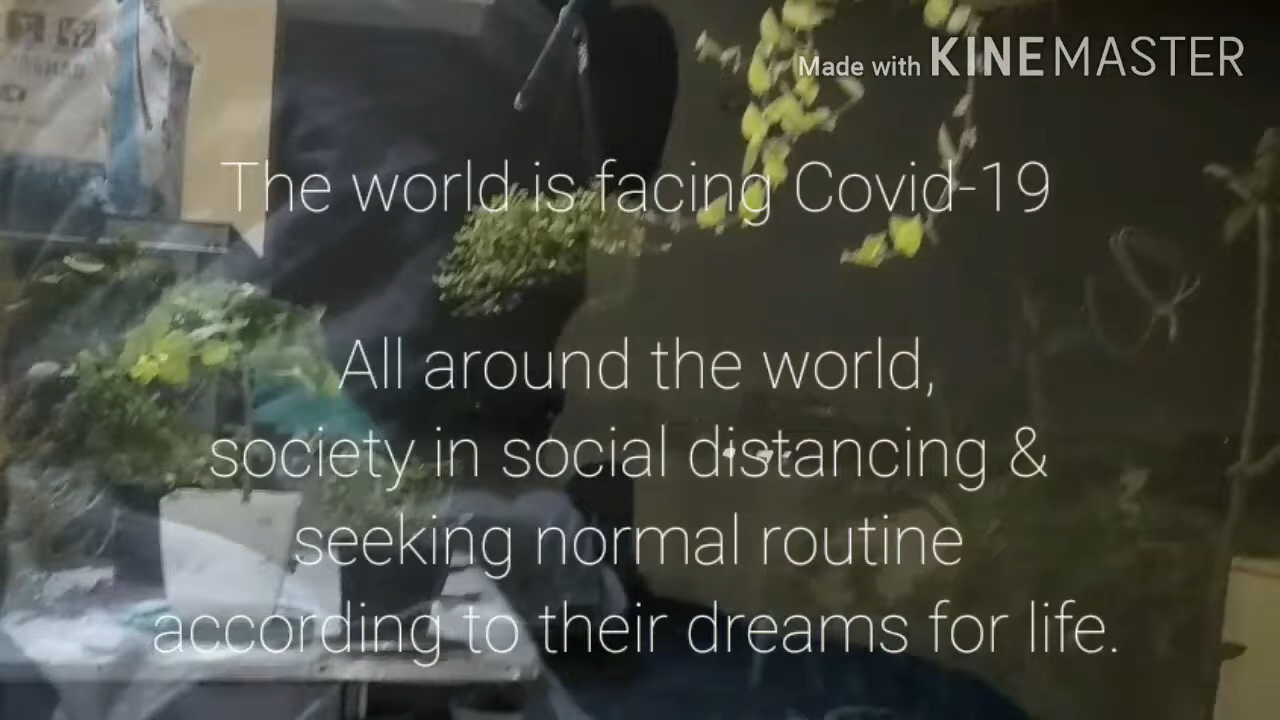 Made with KINEMASTER
The world is facing Covid-19
All around the world,
society in social distancing &
seeking normal routine
according to their dreams for life.